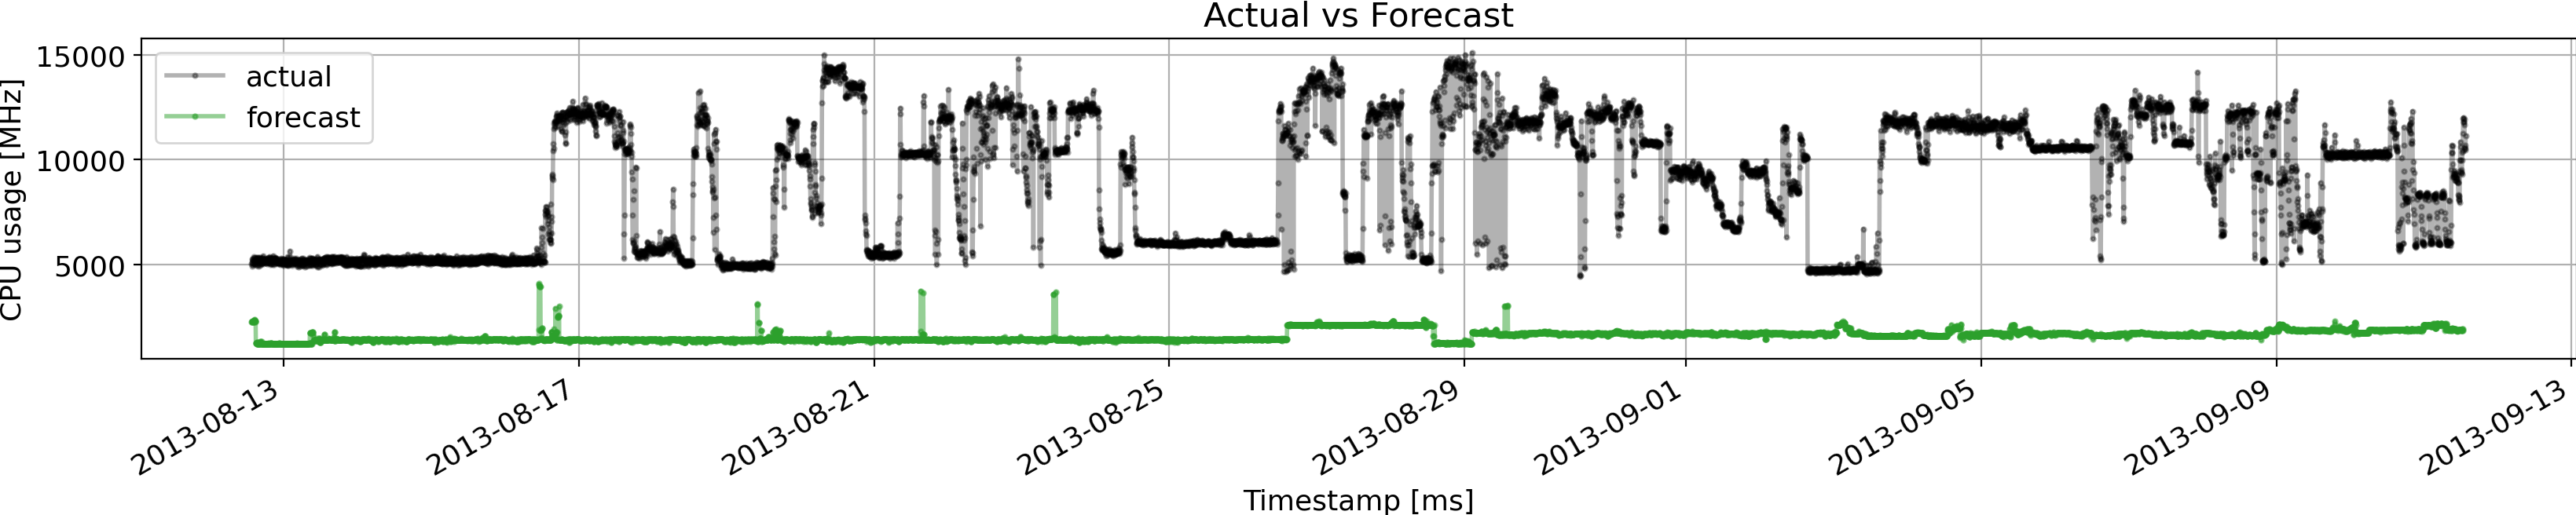 Actual vs Forecast
15000
10000
5000
CPU usage [MHz]
actual
forecast
2013-08-13
2013-08-17
2013-08-21
2013-08-25
2013-08-29
2013-09-01
2013-09-05
2013-09-09
2013-09-13
Timestamp [ms]